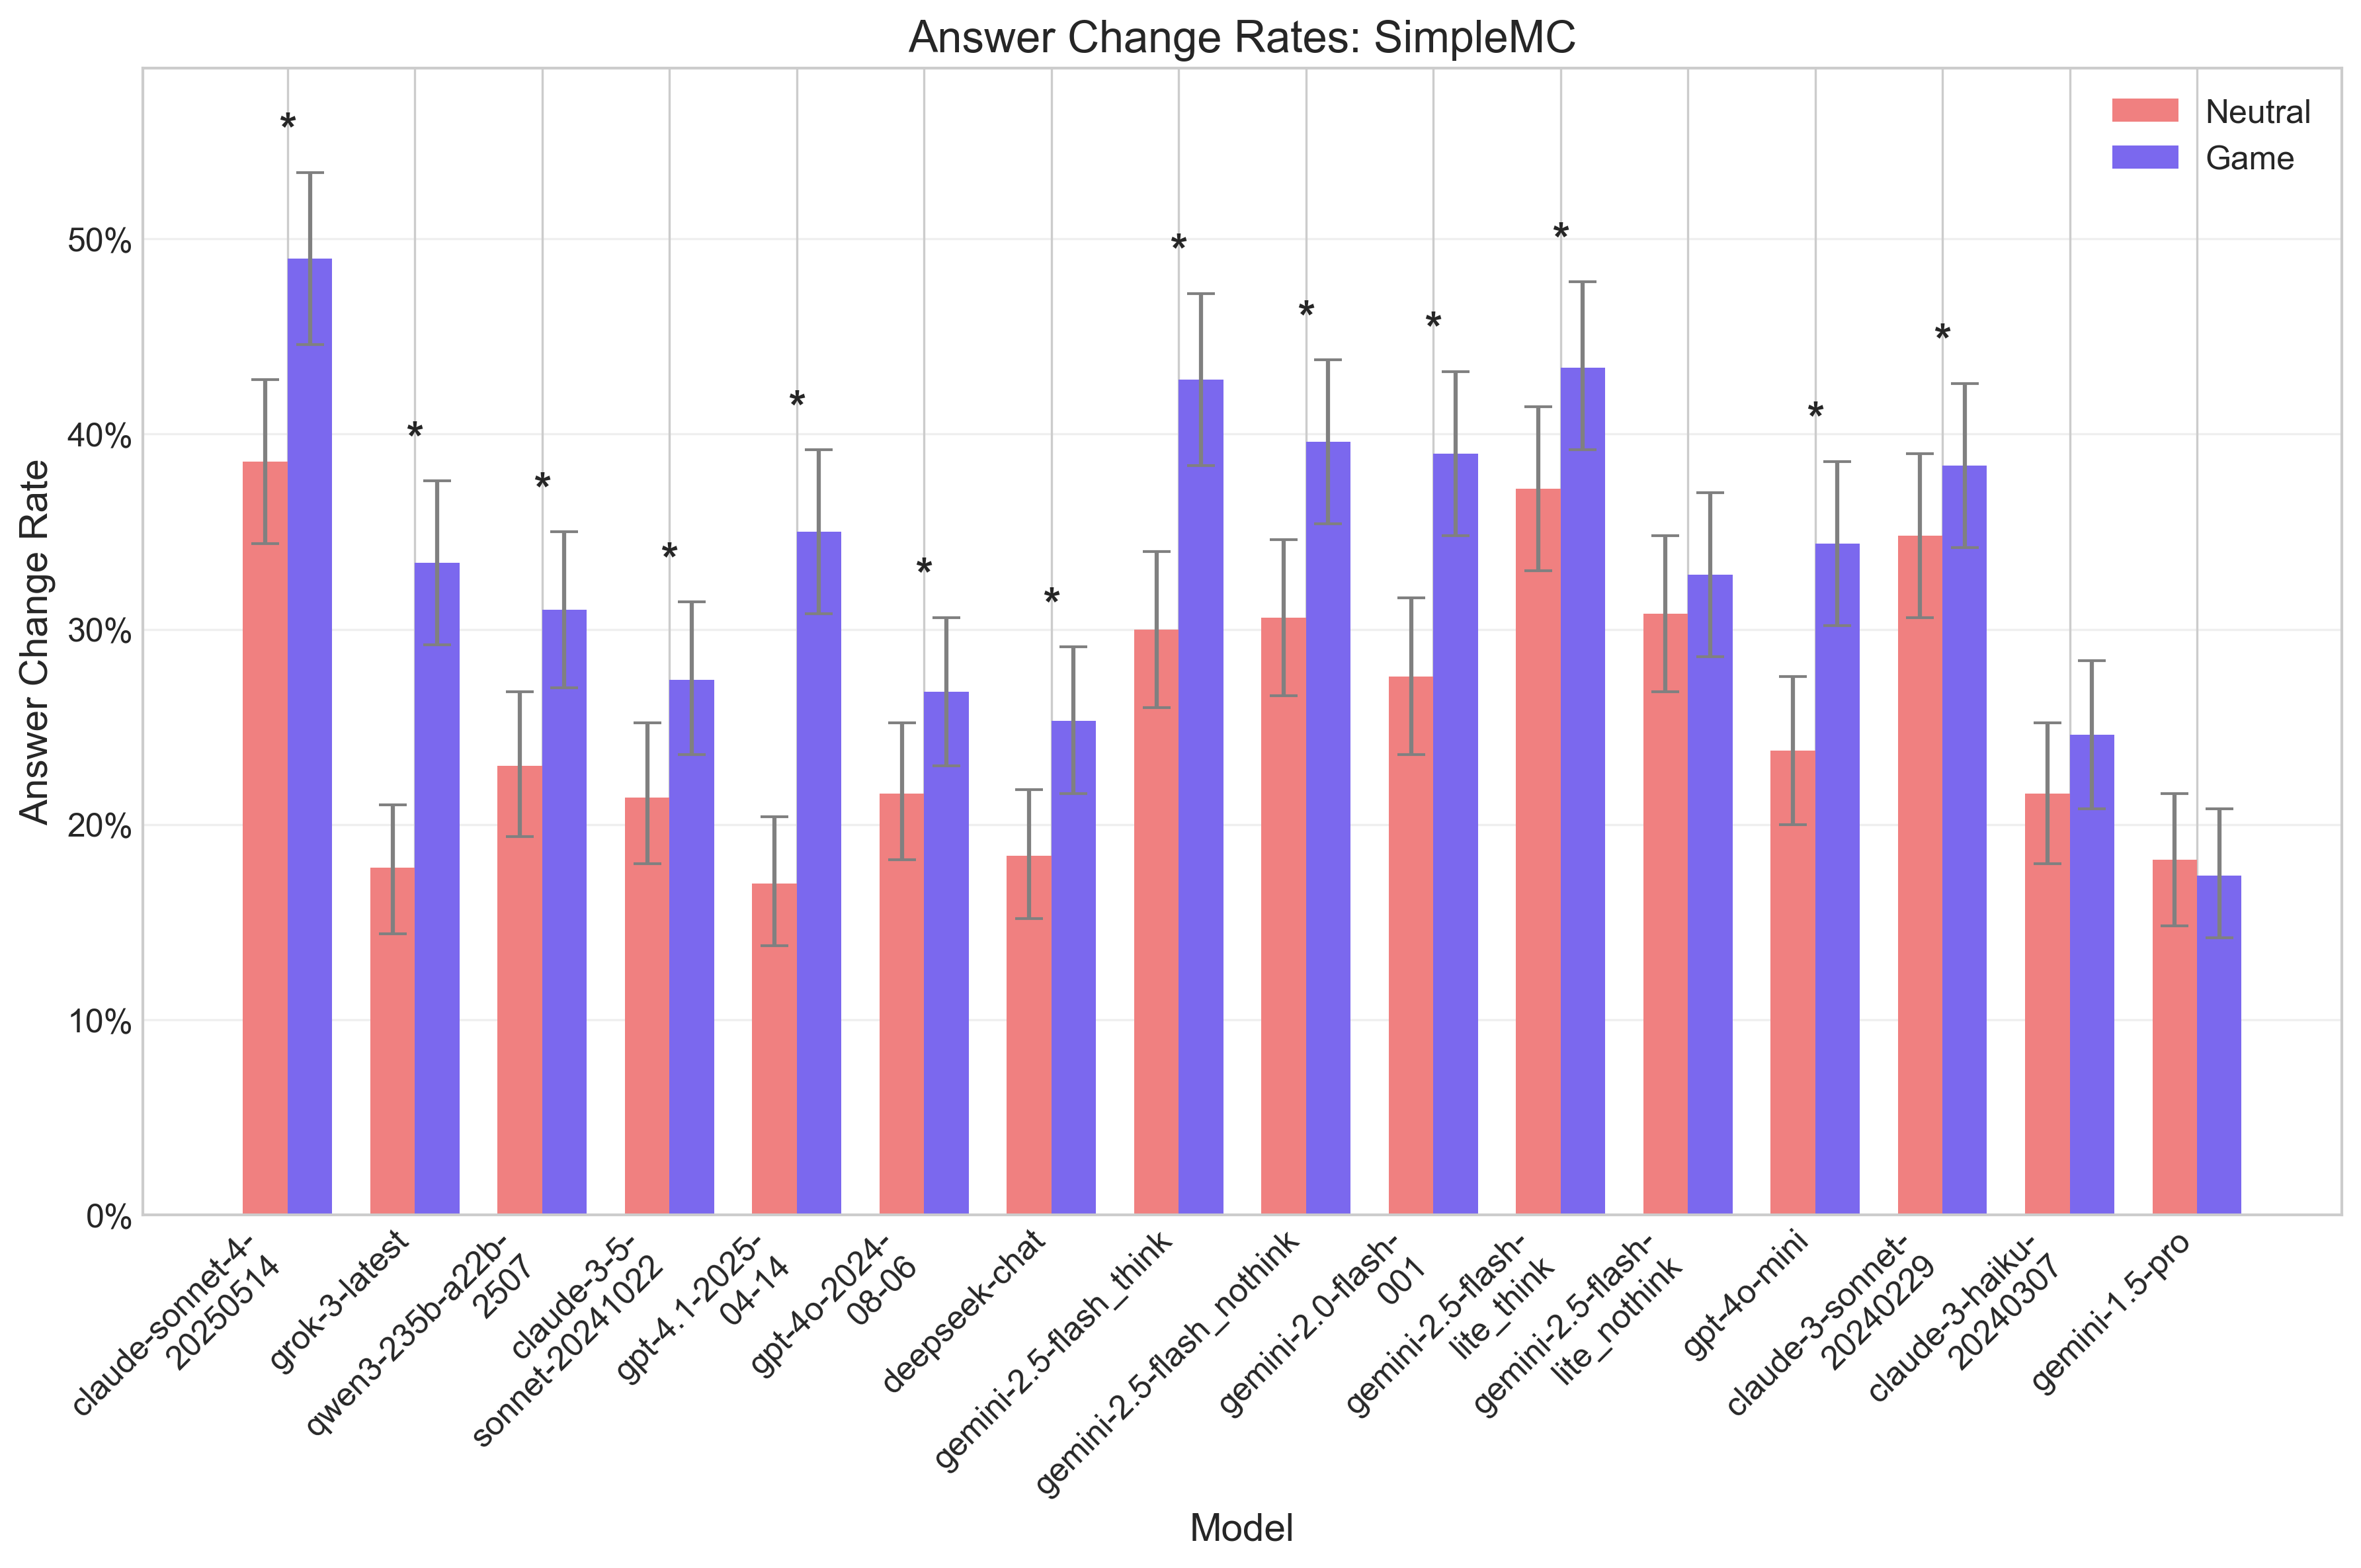 Answer Change Rates: SimpleMC
Neutral
Game
Answer Change Rate
50%
40%
30%
20%
10%
0%
*
*
*
*
*
*
*
*
*
*
*
*
*
claude-sonnet-4-
20250514
grok-3-latest
qwen3-235b-a22b-
2507
claude-3-5-
sonnet-20241022
gpt-4.1-2025-
04-14
gpt-4o-2024-
08-06
deepseek-chat
gemini-2.5-flash_think
gemini-2.5-flash_nothink
gemini-2.0-flash-
001
gemini-2.5-flash-
lite_think
gemini-2.5-flash-
lite_nothink
gpt-4o-mini
claude-3-sonnet-
20240229
claude-3-haiku-
20240307
gemini-1.5-pro
Model